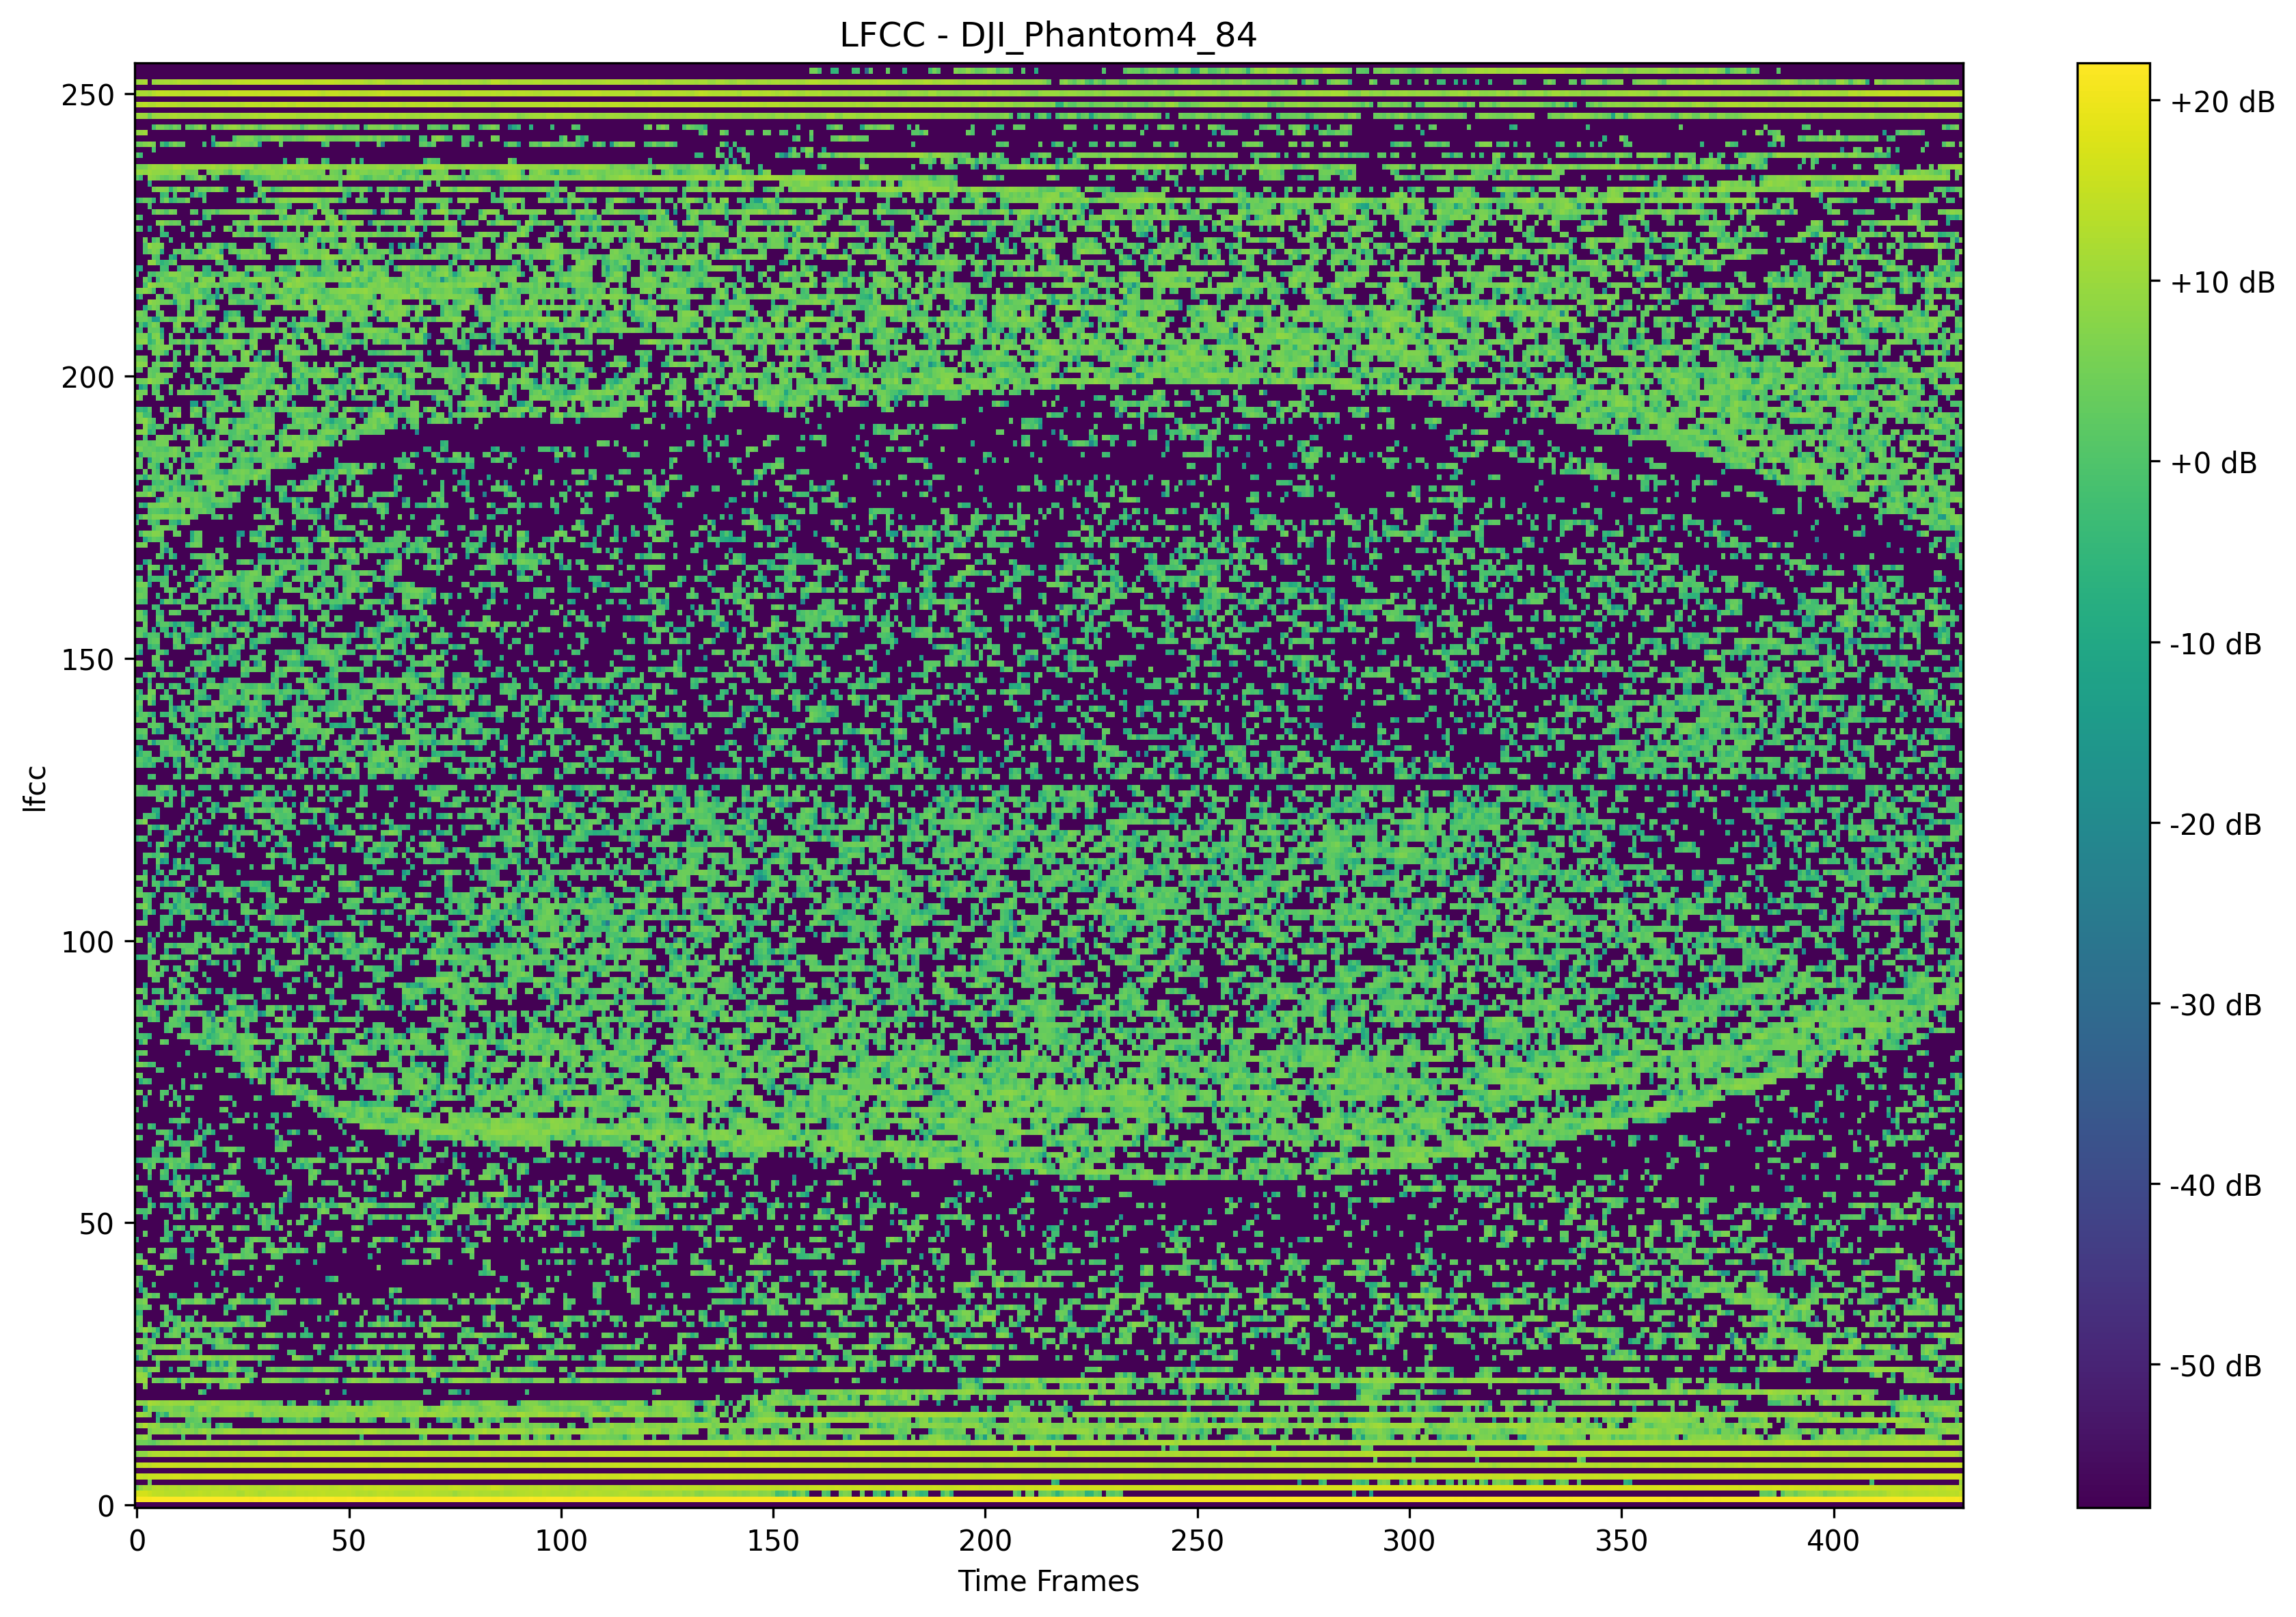 LFCC - DJI_Phantom4_84
250
200
150
100
50
0
lfcc
0 50 100 150 200 250 300 350 400
Time Frames
+20 dB
+10 dB
+0 dB
-10 dB
-20 dB
-30 dB
-40 dB
-50 dB